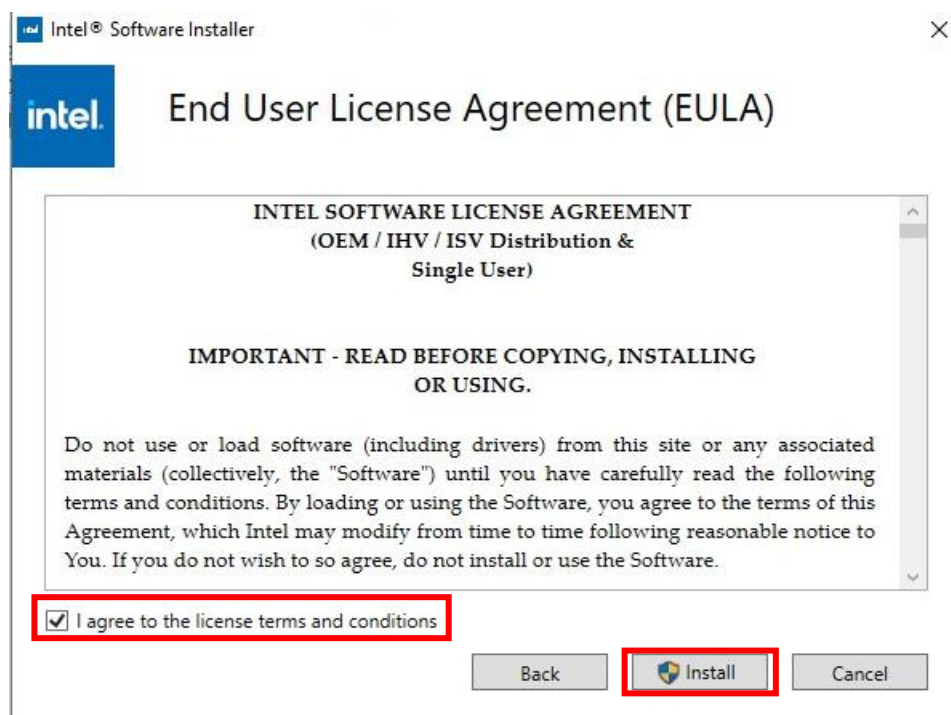 intel Intel® Software Installer
intel. End User License Agreement (EULA)
INTEL SOFTWARE LICENSE AGREEMENT
(OEM / IHV / ISV Distribution &
Single User)
IMPORTANT - READ BEFORE COPYING, INSTALLING
OR USING.
Do not use or load software (including drivers) from this site or any associated
materials (collectively, the "Software") until you have carefully read the following
terms and conditions. By loading or using the Software, you agree to the terms of this
Agreement, which Intel may modify from time to time following reasonable notice to
You. If you do not wish to so agree, do not install or use the Software.
I agree to the license terms and conditions
Back Install Cancel